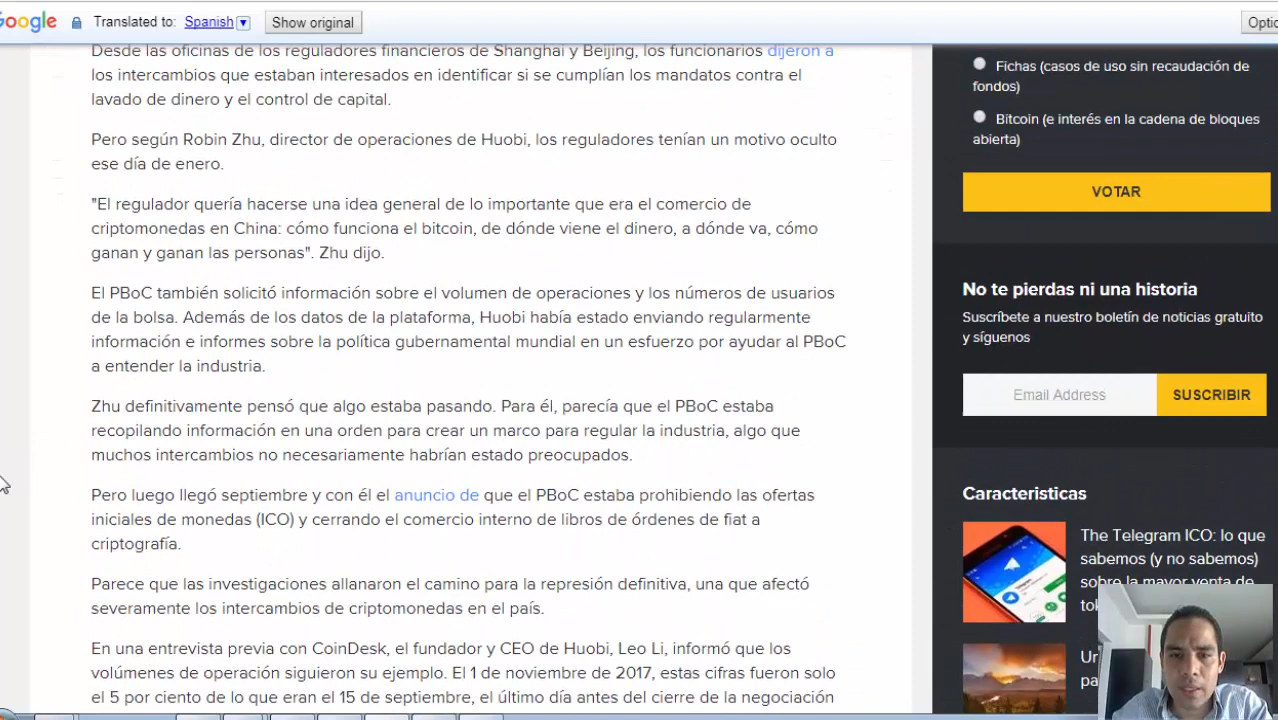 Google Translated to: Spanish Show original
Desde las oficinas de los reguladores financieros de Shanghai y Beijing, los funcionarios dijeron a
los intercambios que estaban interesados en identificar si se cumplían los mandatos contra el
lavado de dinero y el control de capital.
Pero según Robin Zhu, director de operaciones de Huobi, los reguladores tenían un motivo oculto
ese día de enero.
"El regulador quería hacerse una idea general de lo importante que era el comercio de
criptomonedas en China: cómo funciona el bitcoin, de dónde viene el dinero, a dónde va, cómo
ganan y ganan las personas". Zhu dijo.
El PBoC también solicitó información sobre el volumen de operaciones y los números de usuarios
de la bolsa. Además de los datos de la plataforma, Huobi había estado enviando regularmente
información e informes sobre la política gubernamental mundial en un esfuerzo por ayudar al PBoC
a entender la industria.
Zhu definitivamente pensó que algo estaba pasando. Para él, parecía que el PBoC estaba
recopilando información en una orden para crear un marco para regular la industria, algo que
muchos intercambios no necesariamente habrían estado preocupados.
Pero luego llegó septiembre y con él el anuncio de que el PBoC estaba prohibiendo las ofertas
iniciales de monedas (ICO) y cerrando el comercio interno de libros de órdenes de fiat a
criptografía.
Parece que las investigaciones allanaron el camino para la represión definitiva, una que afectó
severamente los intercambios de criptomonedas en el país.
En una entrevista previa con CoinDesk, el fundador y CEO de Huobi, Leo Li, informó que los
volúmenes de operación siguieron su ejemplo. El 1 de noviembre de 2017, estas cifras fueron solo
el 5 por ciento de lo que eran el 15 de septiembre, el último día antes del cierre de la negociación
Fichas (casos de uso sin recaudación de
fondos)
Bitcoin (e interés en la cadena de bloques
abierta)
VOTAR
No te pierdas ni una historia
Suscríbete a nuestro boletín de noticias gratuito
y síguenos
Email Address SUSCRIBIR
Caracteristicas
The Telegram ICO: lo que
sabemos (y no sabemos)
sobre la mayor venta de